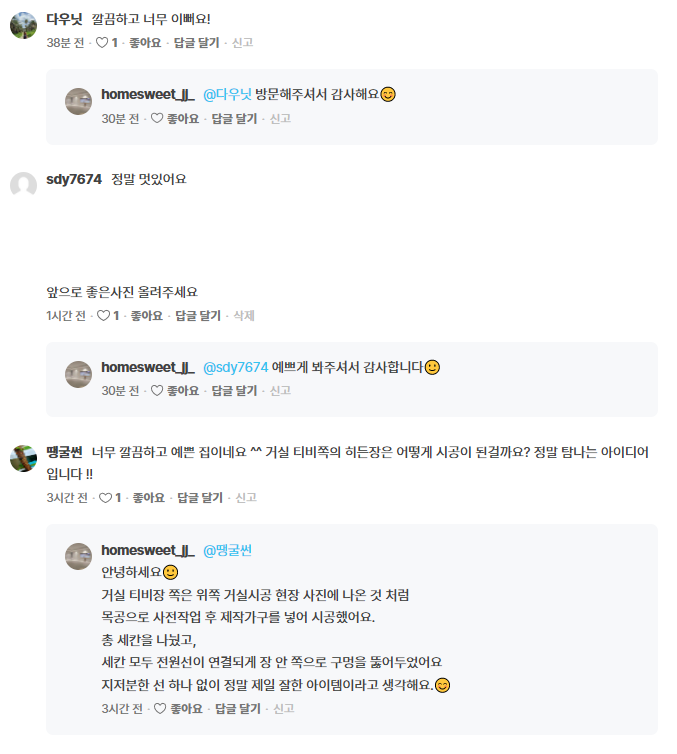 다우닛 깔끔하고 너무 이뻐요!
38분 전 · ♡ 1 · 좋아요 · 답글 달기 · 신고
homesweet_jj_ @다우닛 방문해주셔서 감사해요😊
30분 전 · ♡ 좋아요 · 답글 달기 · 신고
sdy7674 정말 멋있어요
앞으로 좋은사진 올려주세요
1시간 전 · ♡ 1 · 좋아요 · 답글 달기 · 삭제
homesweet_jj_ @sdy7674 예쁘게 봐주셔서 감사합니다🙂
30분 전 · ♡ 좋아요 · 답글 달기 · 신고
땡굴썬 너무 깔끔하고 예쁜 집이네요 ^^ 거실 티비쪽의 히든장은 어떻게 시공이 된걸까요? 정말 탐나는 아이디어
입니다 !!
3시간 전 · ♡ 1 · 좋아요 · 답글 달기 · 신고
homesweet_jj_ @땡굴썬
안녕하세요🙂
거실 티비장 쪽은 위쪽 거실시공 현장 사진에 나온 것 처럼
목공으로 사전작업 후 제작가구를 넣어 시공했어요.
총 세칸을 나눴고,
세칸 모두 전원선이 연결되게 장 안 쪽으로 구멍을 뚫어두었어요
지저분한 선 하나 없이 정말 제일 잘한 아이템이라고 생각해요.😊
3시간 전 · ♡ 좋아요 · 답글 달기 · 신고